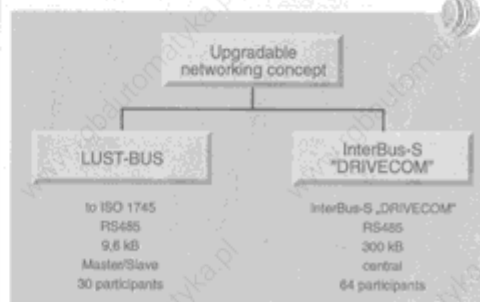 Upgradable
networking concept
LUST-BUS
to ISO 1745
RS485
9,6 kB
Master/Slave
30 participants
InterBus-S
"DRIVECOM"
InterBus-S „DRIVECOM"
RS485
300 kB
central
64 participants